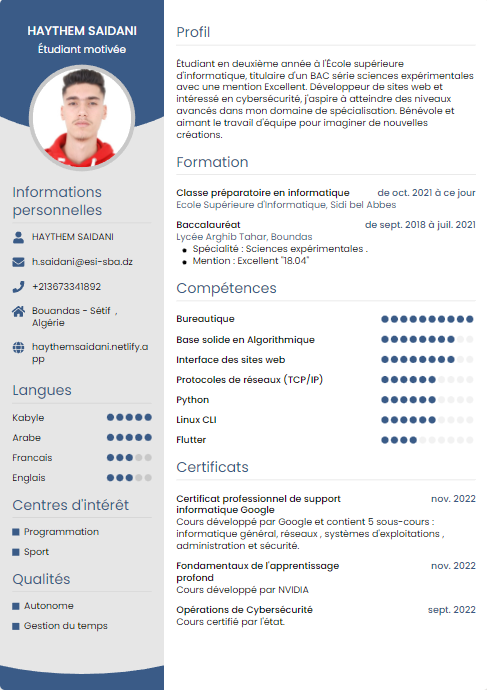 HAYTHEM SAIDANI
Étudiant motivée
Informations
personnelles
HAYTHEM SAIDANI
h.saidani@esi-sba.dz
+213673341892
Bouandas - Sétif ,
Algérie
haythemsaidani.netlify.a
pp
Langues
Kabyle
Arabe
Francais
Englais
Centres d'intérêt
Programmation
Sport
Qualités
Autonome
Gestion du temps
Profil
Étudiant en deuxième année à l'École supérieure
d'informatique, titulaire d'un BAC série sciences expérimentales
avec une mention Excellent. Développeur de sites web et
intéressé en cybersécurité, j'aspire à atteindre des niveaux
avancés dans mon domaine de spécialisation. Bénévole et
aimant le travail d'équipe pour imaginer de nouvelles
créations.
Formation
Classe préparatoire en informatique de oct. 2021 à ce jour
Ecole Supérieure d'Informatique, Sidi bel Abbes
Baccalauréat de sept. 2018 à juil. 2021
Lycée Arghib Tahar, Boundas
Spécialité : Sciences expérimentales .
Mention : Excellent "18.04"
Compétences
Bureautique
Base solide en Algorithmique
Interface des sites web
Protocoles de réseaux (TCP/IP)
Python
Linux CLI
Flutter
Certificats
Certificat professionnel de support nov. 2022
informatique Google
Cours développé par Google et contient 5 sous-cours :
informatique général, réseaux , systèmes d'exploitations ,
administration et sécurité.
Fondamentaux de l'apprentissage nov. 2022
profond
Cours développé par NVIDIA
Opérations de Cybersécurité sept. 2022
Cours certifié par l'état.